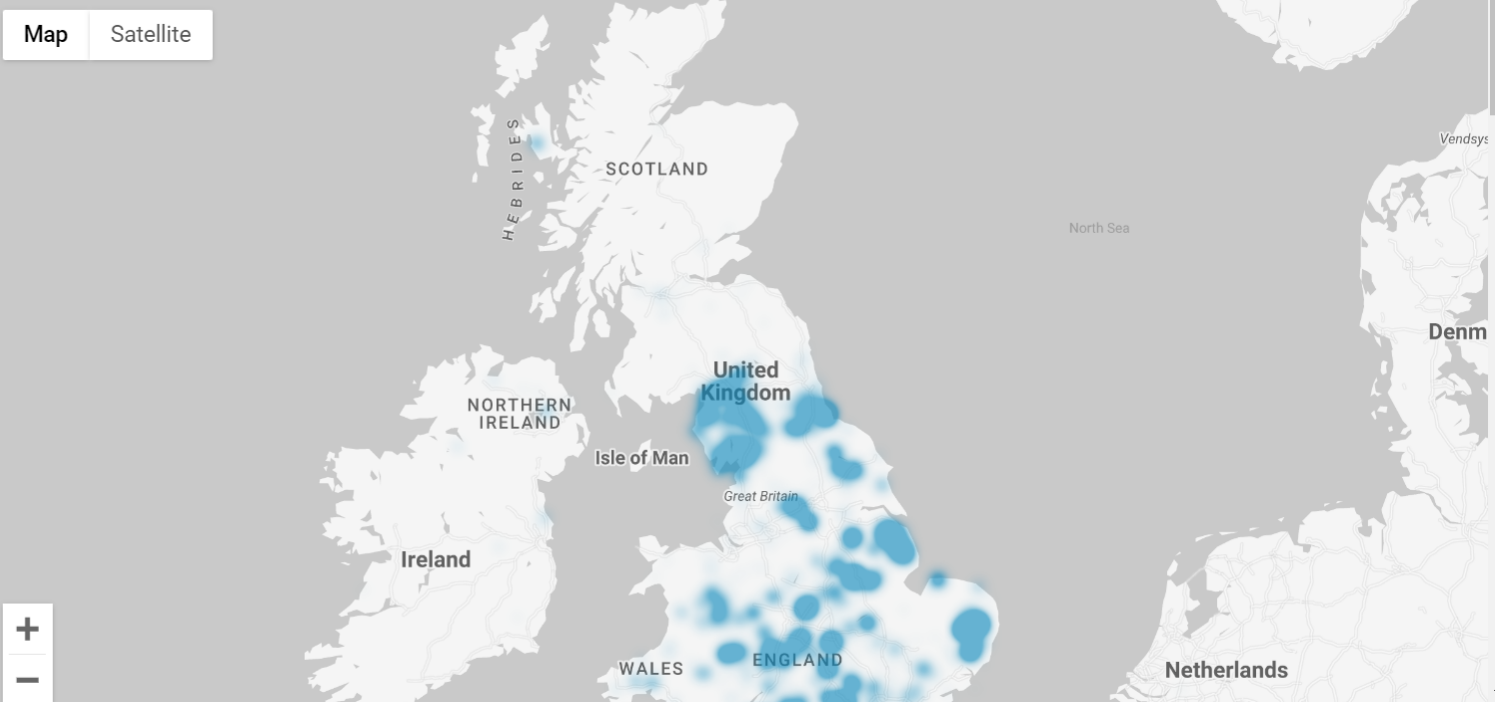 Map
Satellite
HEBRIDES
SCOTLAND
North Sea
Vendsys
Denm
United
Kingdom
NORTHERN
IRELAND
Isle of Man
Great Britain
Ireland
+
ENGLAND
WALES
Netherlands
−